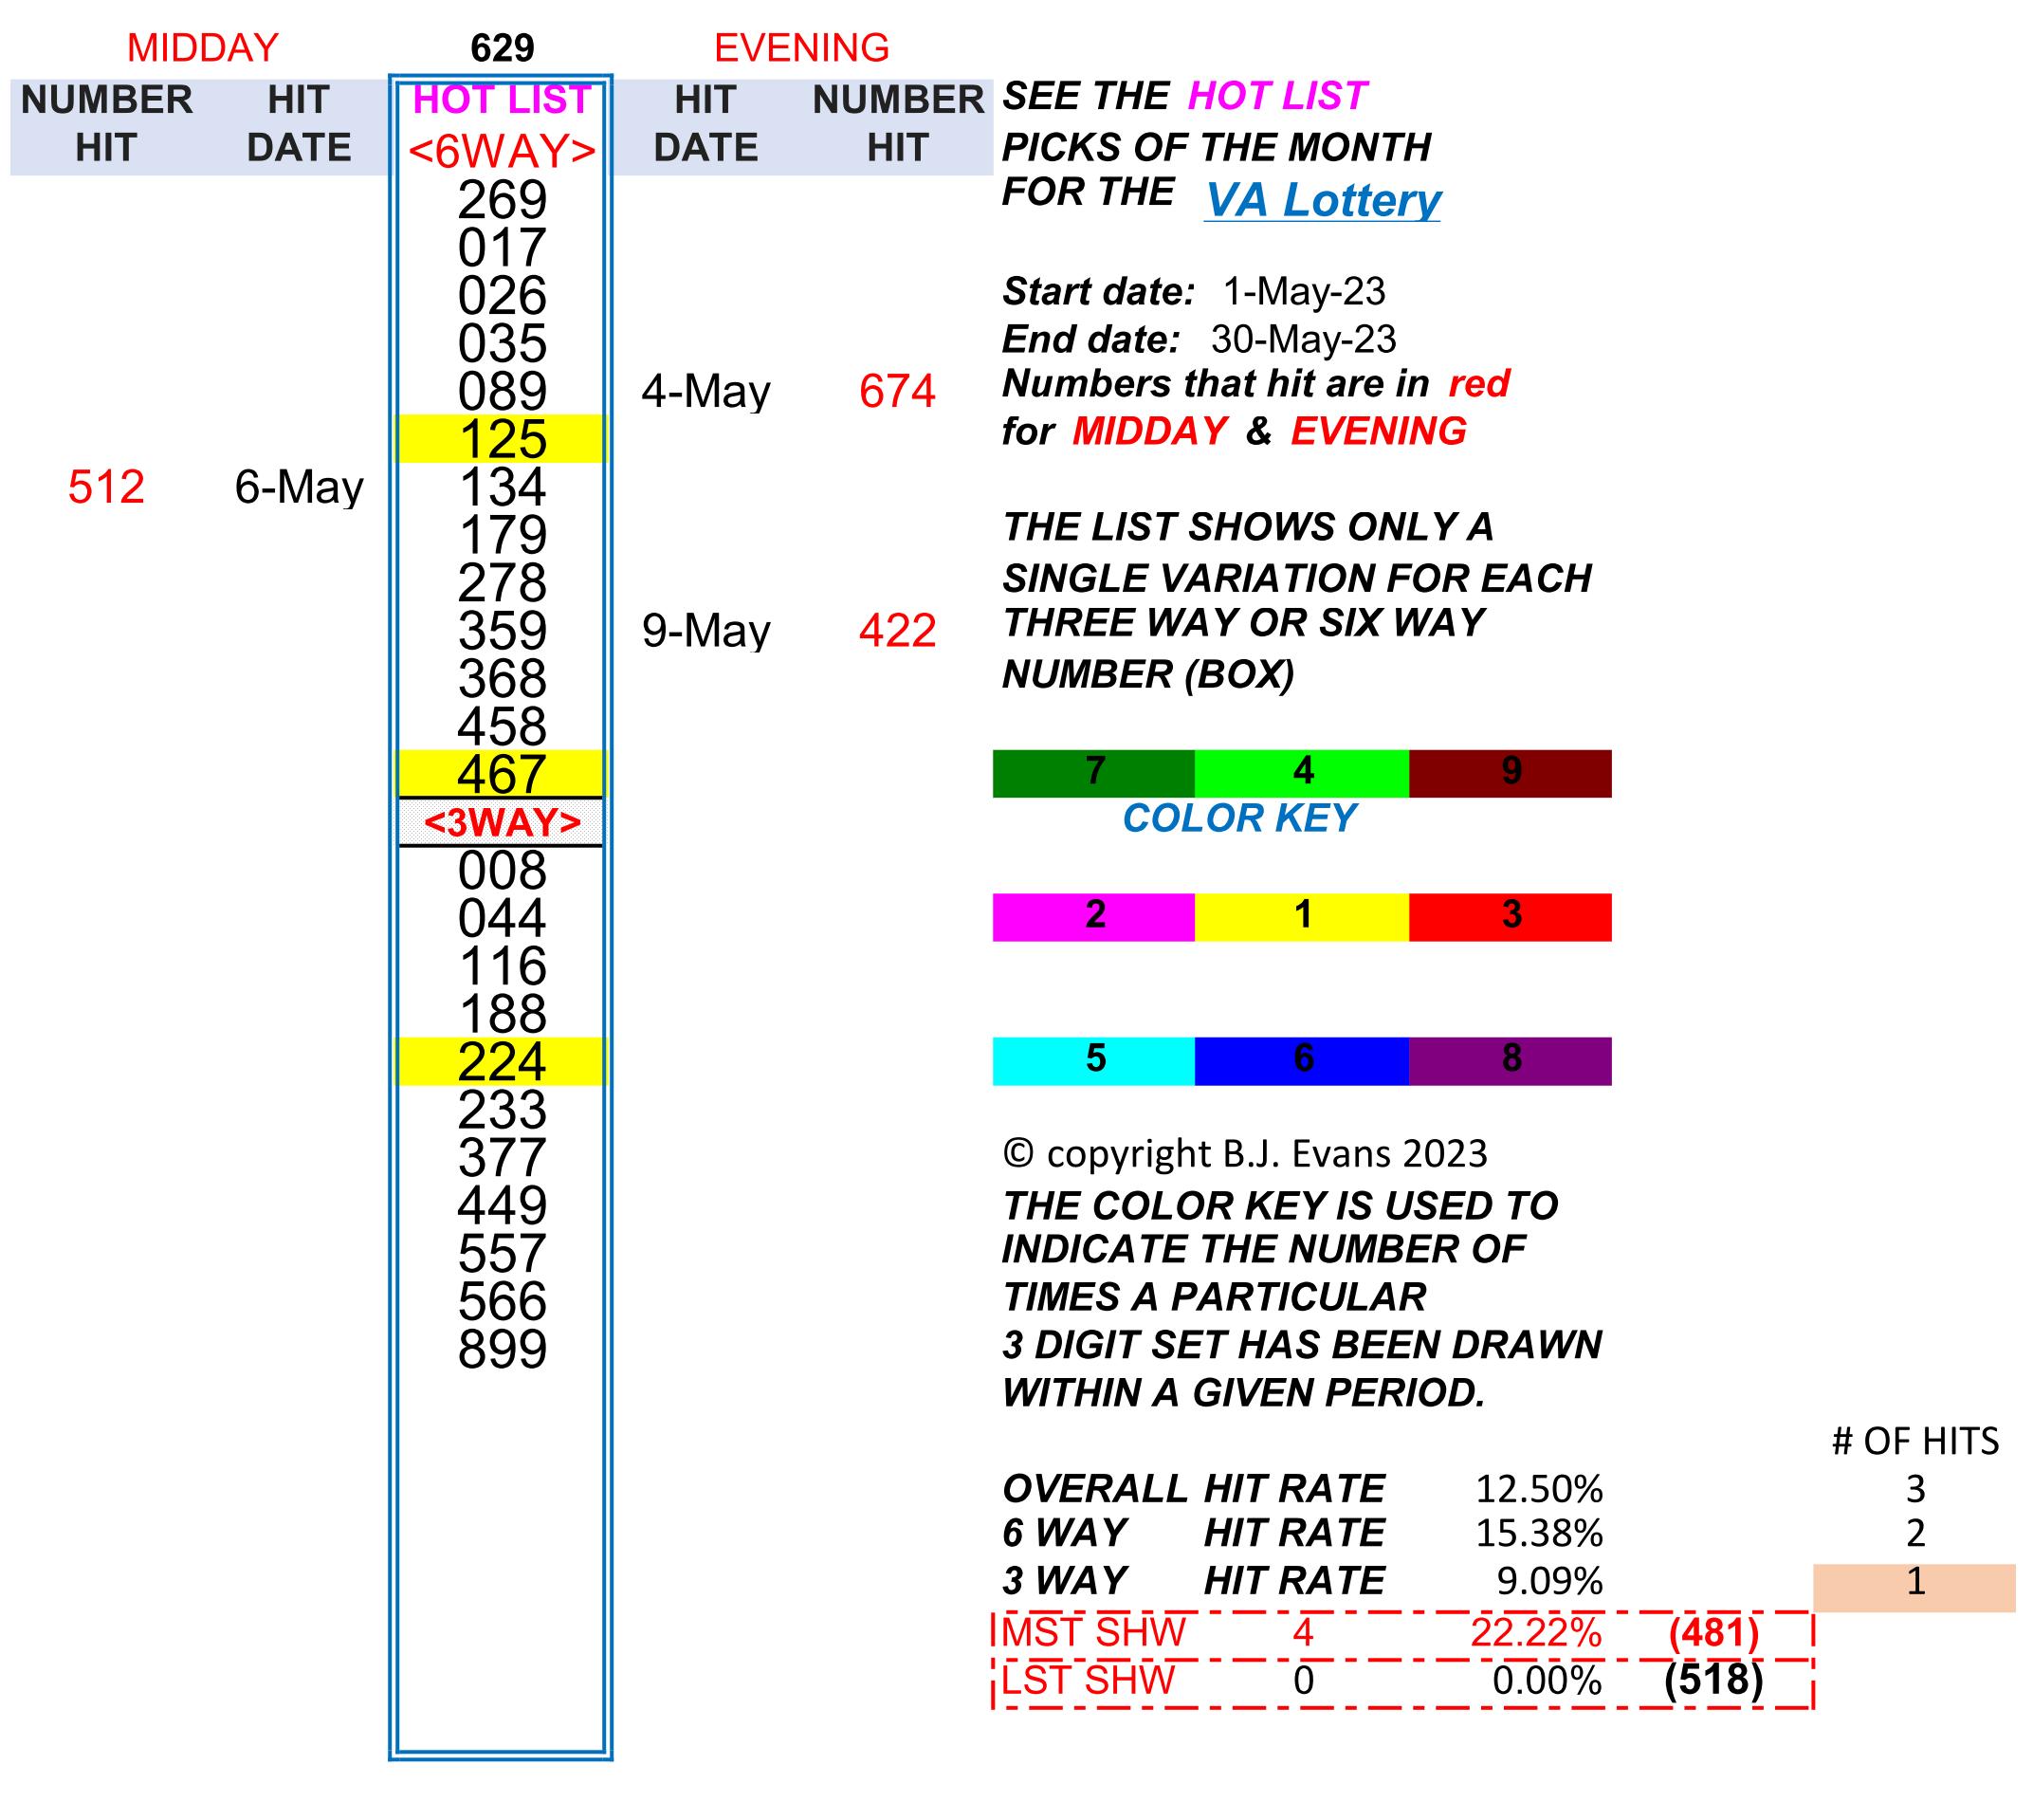 MIDDAY 629 EVENING
NUMBER HIT HOT LIST HIT NUMBER SEE THE HOT LIST
HIT DATE <6WAY> DATE HIT PICKS OF THE MONTH
269 FOR THE VA Lottery
017
026 Start date: 1-May-23
035 End date: 30-May-23
089 4-May 674 Numbers that hit are in red
125 for MIDDAY & EVENING
512 6-May 134
179 THE LIST SHOWS ONLY A
278 SINGLE VARIATION FOR EACH
359 9-May 422 THREE WAY OR SIX WAY
368 NUMBER (BOX)
458
467 7 4 9
<3WAY> COLOR KEY
008
044 2 1 3
116
188
224 5 6 8
233
377 © copyright B.J. Evans 2023
449 THE COLOR KEY IS USED TO
557 INDICATE THE NUMBER OF
566 TIMES A PARTICULAR
899 3 DIGIT SET HAS BEEN DRAWN
WITHIN A GIVEN PERIOD.
# OF HITS
OVERALL HIT RATE 12.50% 3
6 WAY HIT RATE 15.38% 2
3 WAY HIT RATE 9.09% 1
MST SHW 4 22.22% (481)
LST SHW 0 0.00% (518)